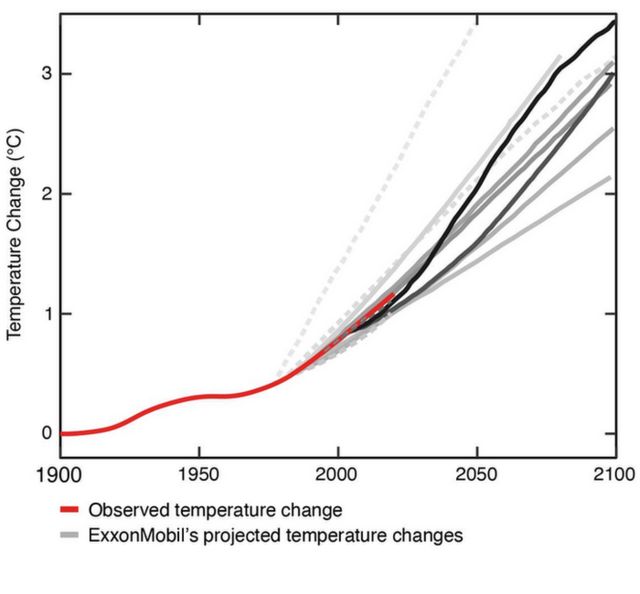 Temperature Change (°C)
3
2
1
0
1900 1950 2000 2050 2100
Observed temperature change
ExxonMobil's projected temperature changes